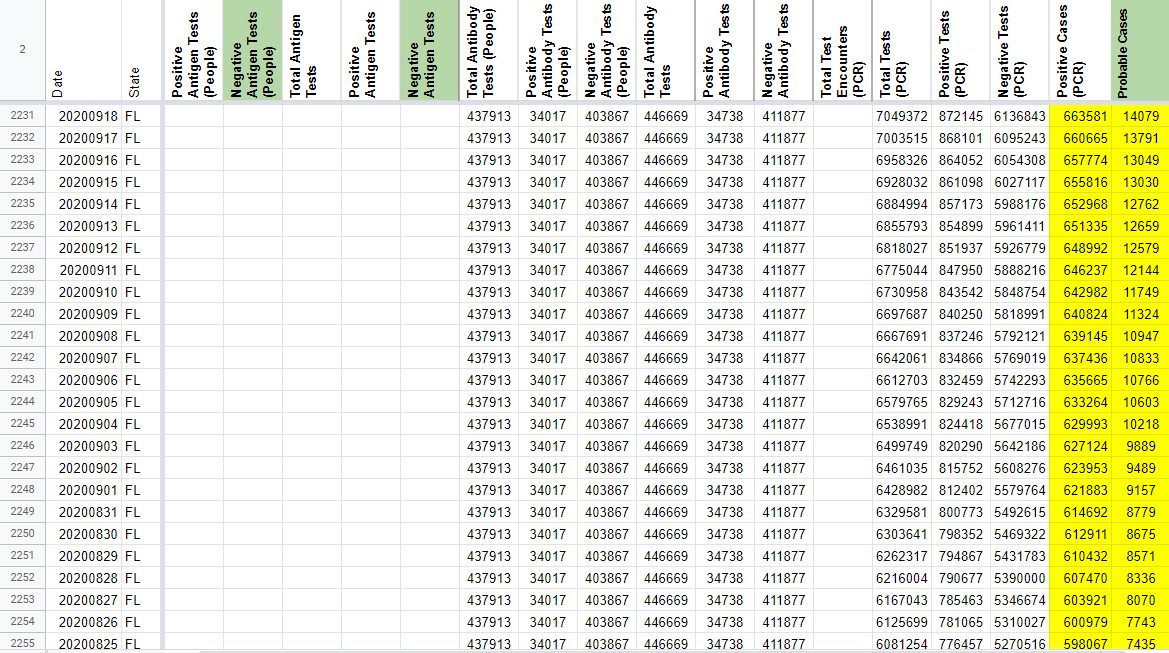 2 Date State Positive Antigen Tests (People) Negative Antigen Tests (People) Total Antigen Tests Positive Antigen Tests Negative Antigen Tests Total Antibody Tests (People) Positive Antibody Tests (People) Negative Antibody Tests (People) Total Antibody Tests Positive Antibody Tests Negative Antibody Tests Total Test Encounters (PCR) Total Tests (PCR) Positive Tests (PCR) Negative Tests (PCR) Positive Cases (PCR) Probable Cases
2231 20200918 FL 437913 34017 403867 446669 34738 411877 7049372 872145 6136843 663581 14079
2232 20200917 FL 437913 34017 403867 446669 34738 411877 7003515 868101 6095243 660665 13791
2233 20200916 FL 437913 34017 403867 446669 34738 411877 6958326 864052 6054308 657774 13049
2234 20200915 FL 437913 34017 403867 446669 34738 411877 6928032 861098 6027117 655816 13030
2235 20200914 FL 437913 34017 403867 446669 34738 411877 6884994 857173 5988176 652968 12762
2236 20200913 FL 437913 34017 403867 446669 34738 411877 6855793 854899 5961411 651335 12659
2237 20200912 FL 437913 34017 403867 446669 34738 411877 6818027 851937 5926779 648992 12579
2238 20200911 FL 437913 34017 403867 446669 34738 411877 6775044 847950 5888216 646237 12144
2239 20200910 FL 437913 34017 403867 446669 34738 411877 6730958 843542 5848754 642982 11749
2240 20200909 FL 437913 34017 403867 446669 34738 411877 6697687 840250 5818991 640824 11324
2241 20200908 FL 437913 34017 403867 446669 34738 411877 6667691 837246 5792121 639145 10947
2242 20200907 FL 437913 34017 403867 446669 34738 411877 6642061 834866 5769019 637436 10833
2243 20200906 FL 437913 34017 403867 446669 34738 411877 6612703 832459 5742293 635665 10766
2244 20200905 FL 437913 34017 403867 446669 34738 411877 6579765 829243 5712716 633264 10603
2245 20200904 FL 437913 34017 403867 446669 34738 411877 6538991 824418 5677015 629993 10218
2246 20200903 FL 437913 34017 403867 446669 34738 411877 6499749 820290 5642186 627124 9889
2247 20200902 FL 437913 34017 403867 446669 34738 411877 6461035 815752 5608276 623953 9489
2248 20200901 FL 437913 34017 403867 446669 34738 411877 6428982 812402 5579764 621883 9157
2249 20200831 FL 437913 34017 403867 446669 34738 411877 6329581 800773 5492615 614692 8779
2250 20200830 FL 437913 34017 403867 446669 34738 411877 6303641 798352 5469322 612911 8675
2251 20200829 FL 437913 34017 403867 446669 34738 411877 6262317 794867 5431783 610432 8571
2252 20200828 FL 437913 34017 403867 446669 34738 411877 6216004 790677 5390000 607470 8336
2253 20200827 FL 437913 34017 403867 446669 34738 411877 6167043 785463 5346674 603921 8070
2254 20200826 FL 437913 34017 403867 446669 34738 411877 6125699 781065 5310027 600979 7743
2255 20200825 FL 437913 34017 403867 446669 34738 411877 6081254 776457 5270516 598067 7435